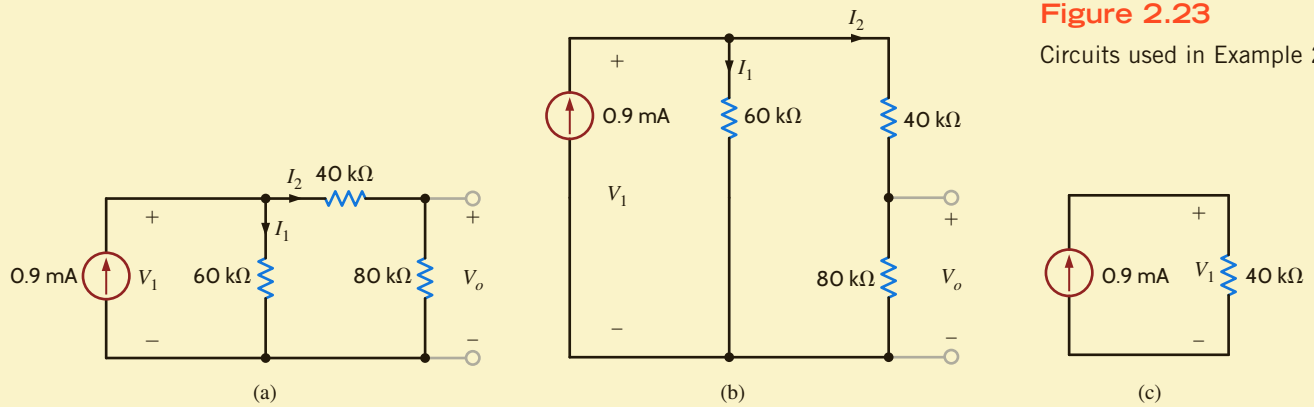 Figure 2.23
Circuits used in Example 2
I2
40 kΩ
+
I1
+
0.9 mA
V1
60 kΩ
80 kΩ
Vo
−
−
(a)
I2
+
I1
0.9 mA
60 kΩ
40 kΩ
V1
+
80 kΩ
Vo
−
−
(b)
+
0.9 mA
V1
40 kΩ
−
(c)